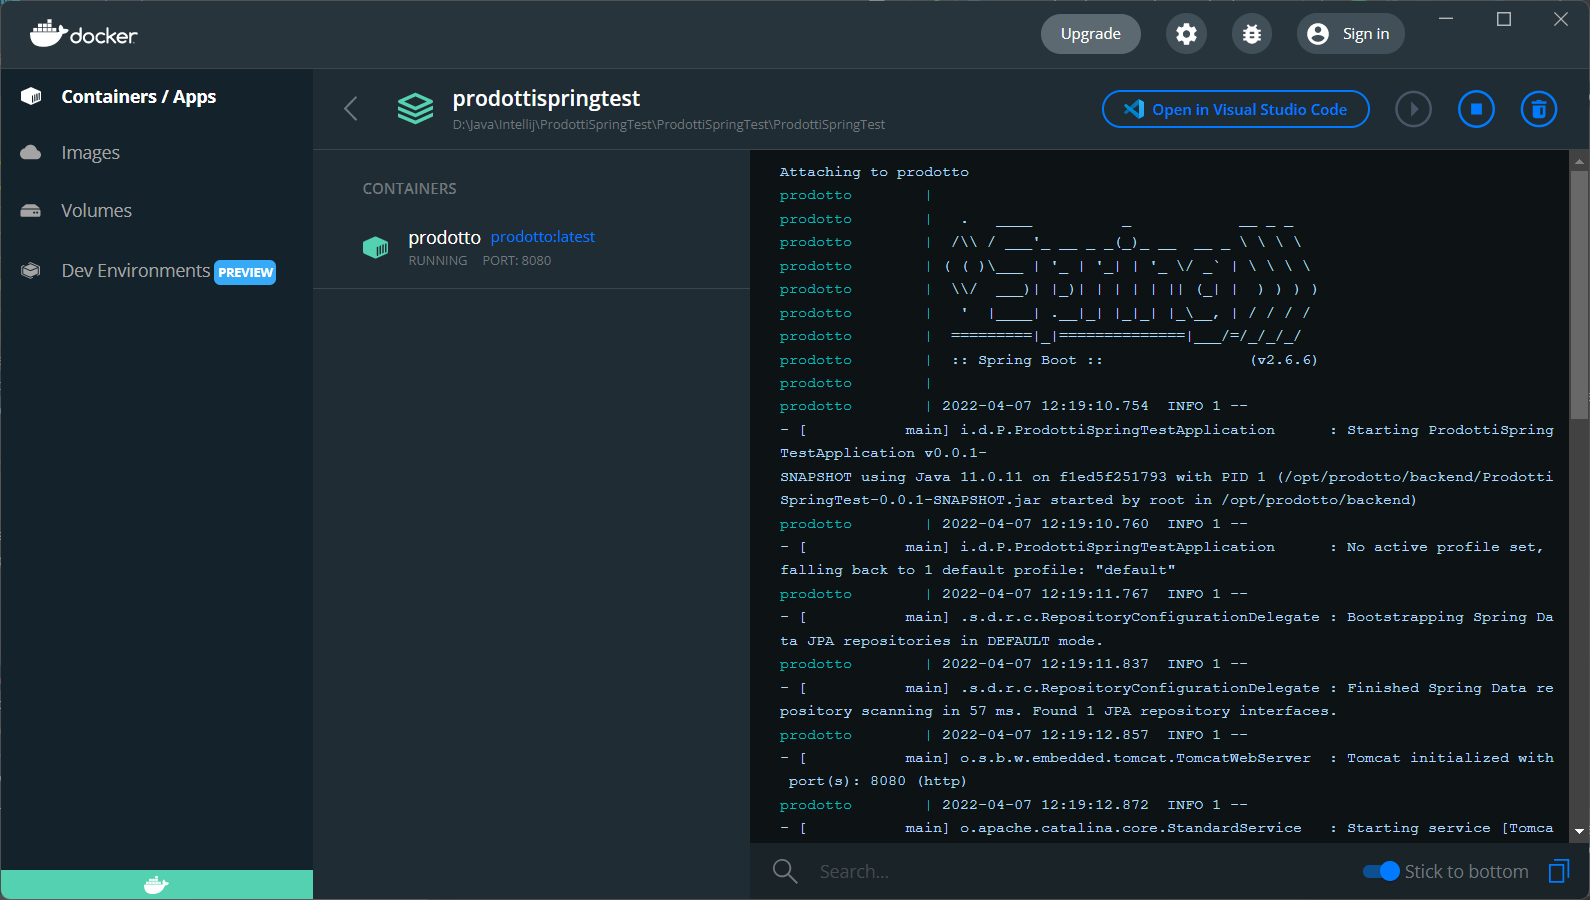 docker
Upgrade
Sign in
Containers / Apps
Images
Volumes
Dev Environments PREVIEW
prodottispringtest
D:\Java\Intellij\ProdottiSpringTest\ProdottiSpringTest\ProdottiSpringTest
Open in Visual Studio Code
CONTAINERS
prodotto prodotto:latest
RUNNING PORT: 8080
Attaching to prodotto
prodotto         |
prodotto         |   .   ____          _            __ _ _
prodotto         |  /\\ / ___'_ __ _ _(_)_ __  __ _ \ \ \ \
prodotto         | ( ( )\___ | '_ | '_| | '_ \/ _` | \ \ \ \
prodotto         |  \\/  ___)| |_)| | | | | || (_| |  ) ) ) )
prodotto         |   '  |____| .__|_| |_|_| |_\__, | / / / /
prodotto         |  =========|_|==============|___/=/_/_/_/
prodotto         |  :: Spring Boot ::                (v2.6.6)
prodotto         |
prodotto         | 2022-04-07 12:19:10.754  INFO 1 --
- [           main] i.d.P.ProdottiSpringTestApplication      : Starting ProdottiSpring
TestApplication v0.0.1-
SNAPSHOT using Java 11.0.11 on f1ed5f251793 with PID 1 (/opt/prodotto/backend/Prodotti
SpringTest-0.0.1-SNAPSHOT.jar started by root in /opt/prodotto/backend)
prodotto         | 2022-04-07 12:19:10.760  INFO 1 --
- [           main] i.d.P.ProdottiSpringTestApplication      : No active profile set,
falling back to 1 default profile: "default"
prodotto         | 2022-04-07 12:19:11.767  INFO 1 --
- [           main] .s.d.r.c.RepositoryConfigurationDelegate : Bootstrapping Spring Da
ta JPA repositories in DEFAULT mode.
prodotto         | 2022-04-07 12:19:11.837  INFO 1 --
- [           main] .s.d.r.c.RepositoryConfigurationDelegate : Finished Spring Data re
pository scanning in 57 ms. Found 1 JPA repository interfaces.
prodotto         | 2022-04-07 12:19:12.857  INFO 1 --
- [           main] o.s.b.w.embedded.tomcat.TomcatWebServer  : Tomcat initialized with
 port(s): 8080 (http)
prodotto         | 2022-04-07 12:19:12.872  INFO 1 --
- [           main] o.apache.catalina.core.StandardService   : Starting service [Tomca
Search...
Stick to bottom